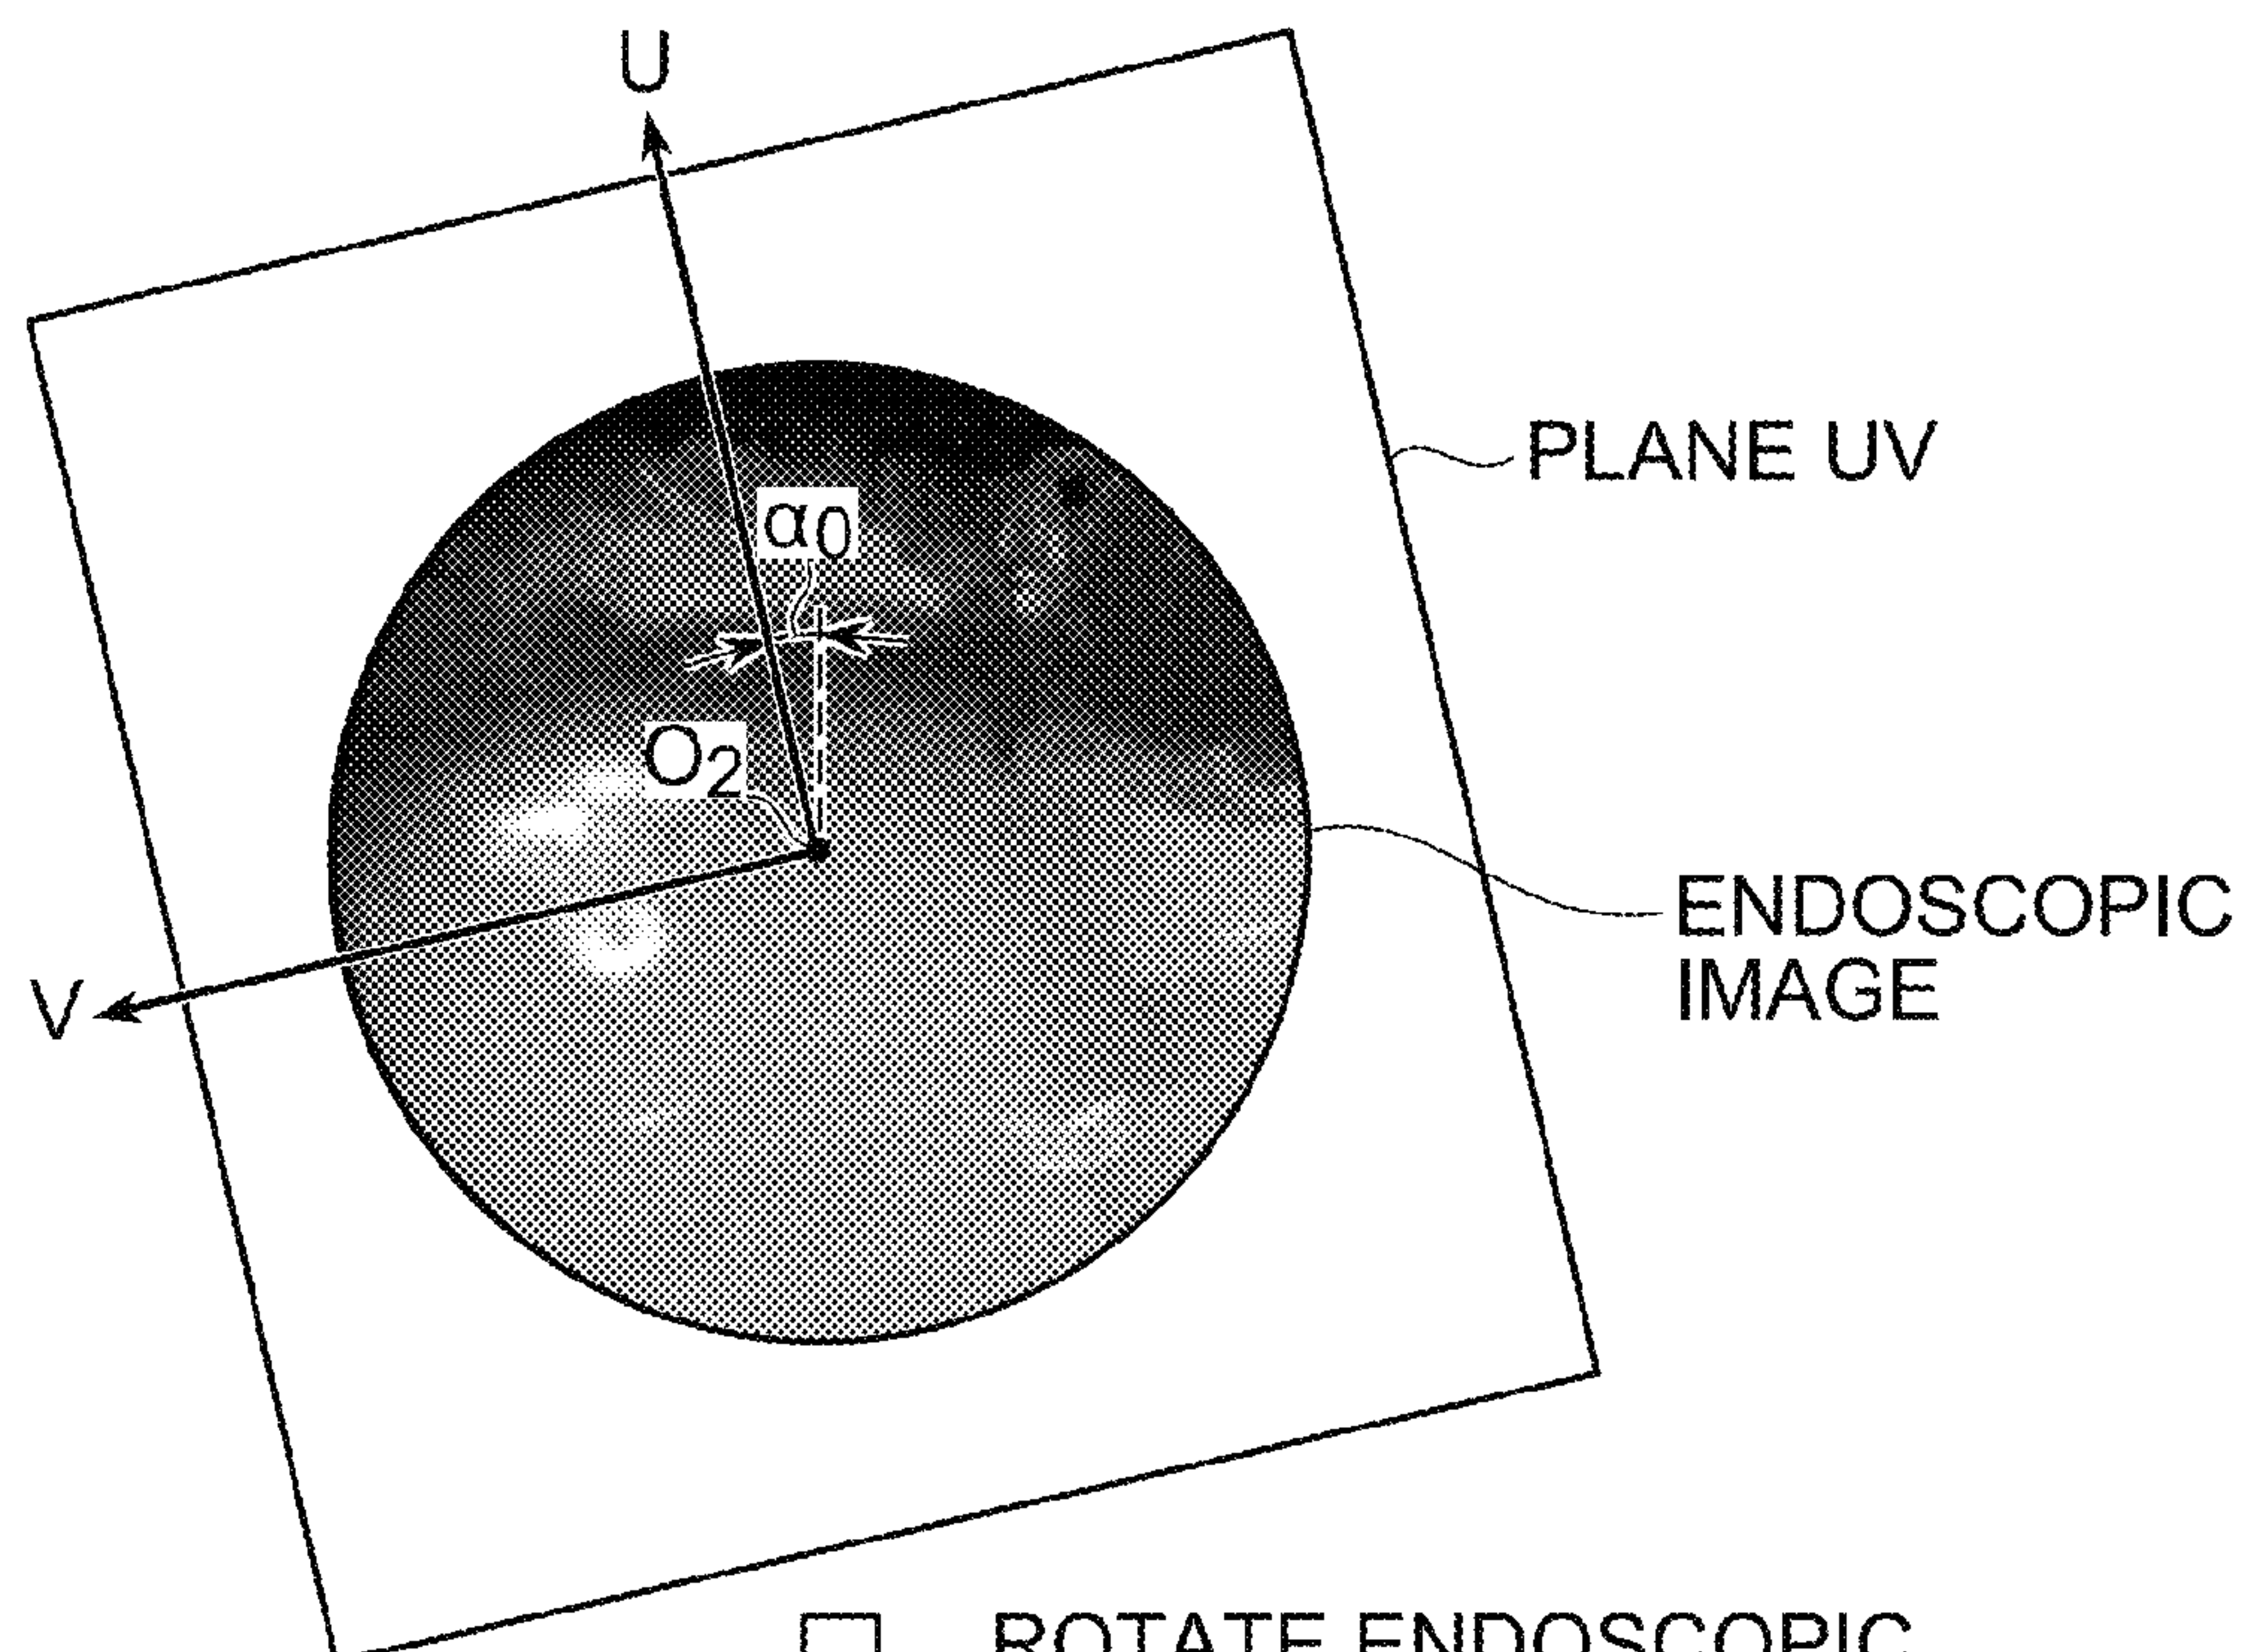 U
PLANE UV
α0
O2
ENDOSCOPIC
IMAGE
V
ROTATE ENDOSCOPIC